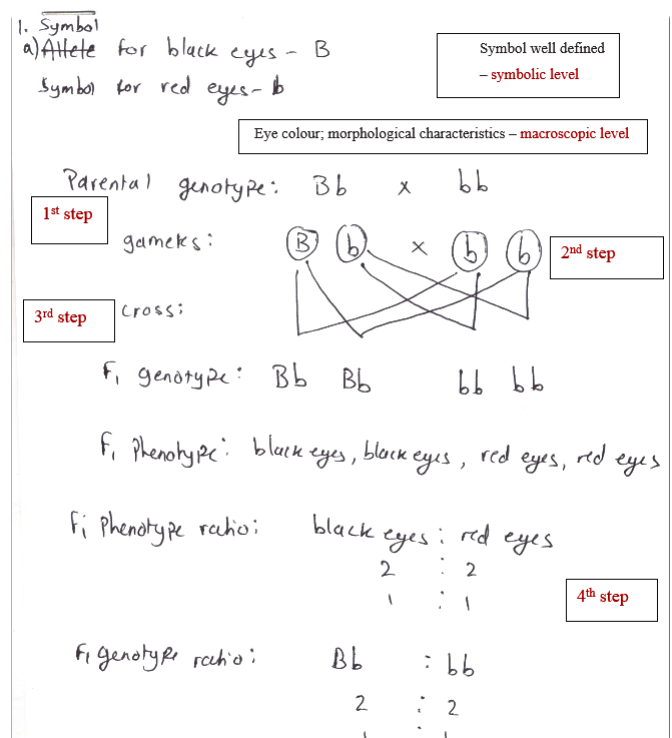 1. Symbol
a) Allele for black eyes - B
Symbol for red eyes - b
Symbol well defined
– symbolic level
Eye colour; morphological characteristics – macroscopic level
Parental genotype: Bb x bb
1st step
gametes: B b x b b
2nd step
3rd step
cross:
F1 genotype: Bb Bb bb bb
F1 Phenotype: black eyes, black eyes, red eyes, red eyes
F1 Phenotype ratio: black eyes : red eyes
2 : 2
1 : 1
4th step
F1 genotype ratio: Bb : bb
2 : 2